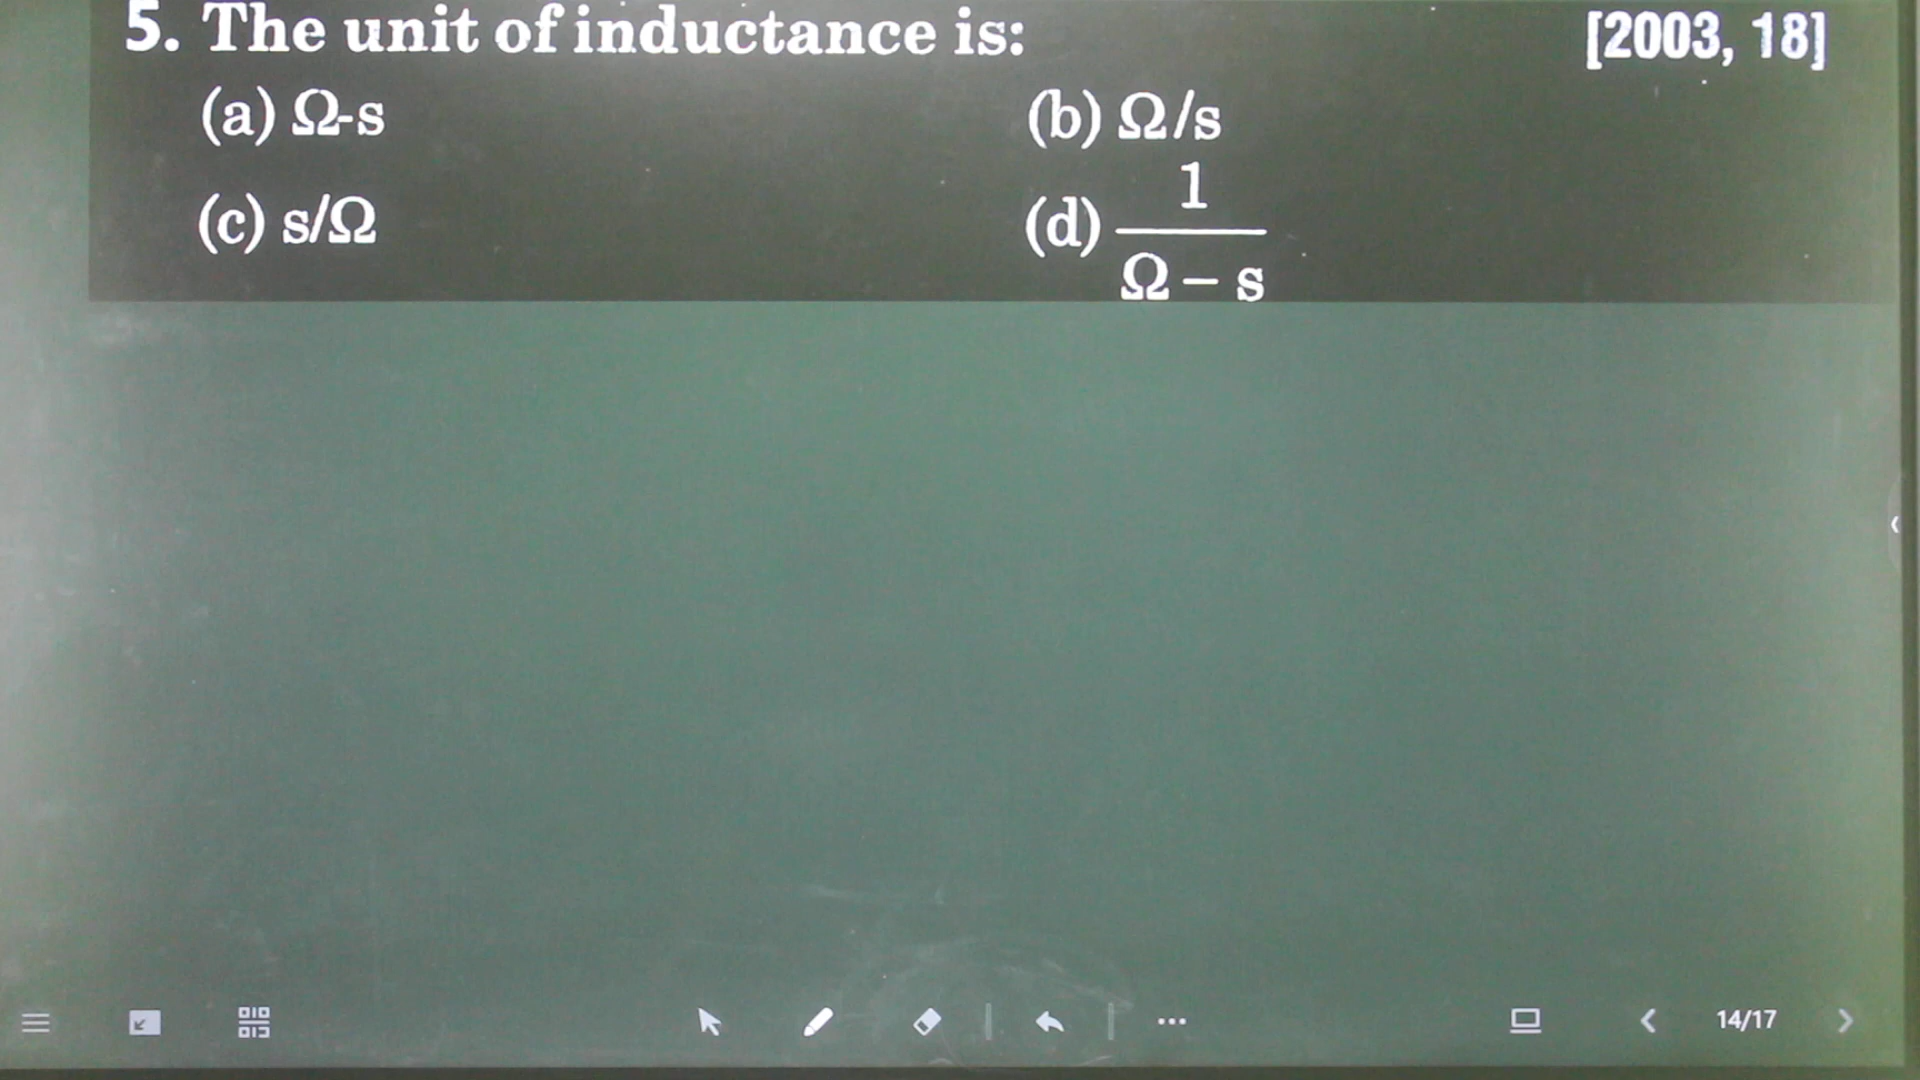 5. The unit of inductance is: [2003, 18]
(a) Ω-s (b) Ω/s
(c) s/Ω (d) 1
Ω – s
14/17